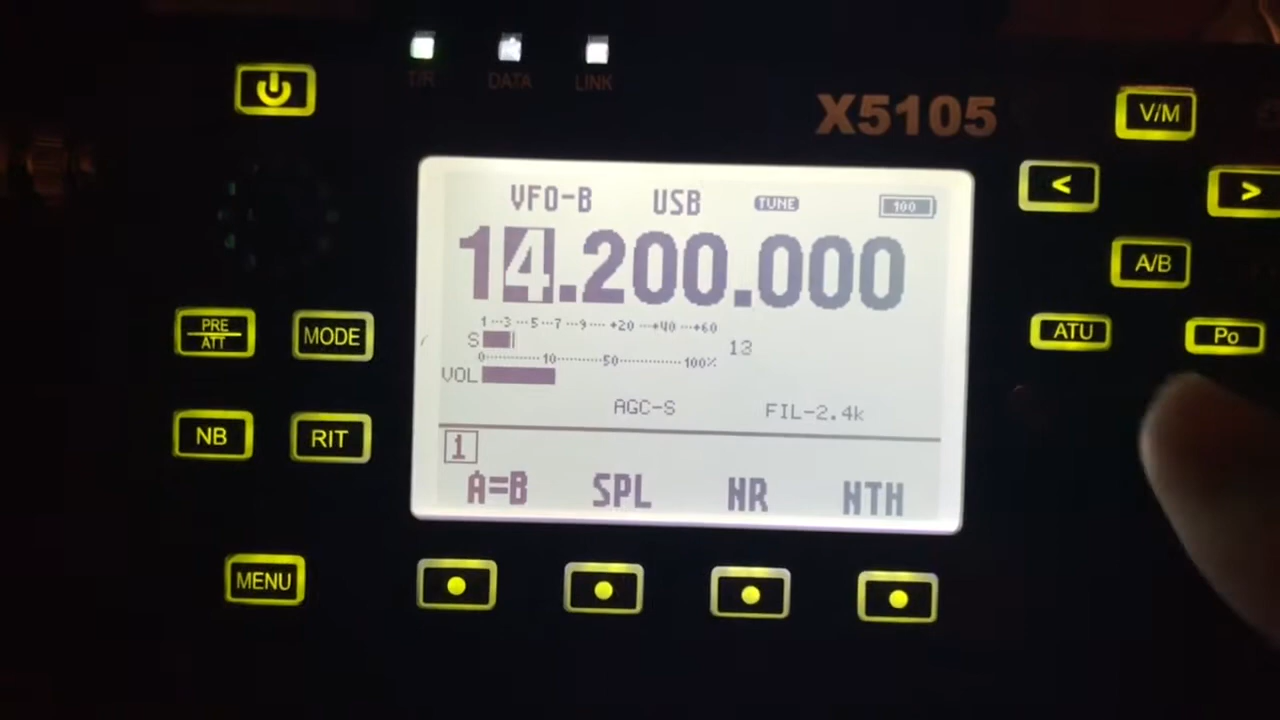 T/R DATA LINK
X5105
V/M
< >
VFO-B USB TUNE 100
14.200.000
A/B
1···3···5···7···9···+20···+40···+60
S
13
0 10 50 100%
VOL
PRE
ATT
MODE
ATU
Po
AGC-S FIL-2.4k
NB
RIT
1
A=B SPL NR NTH
MENU